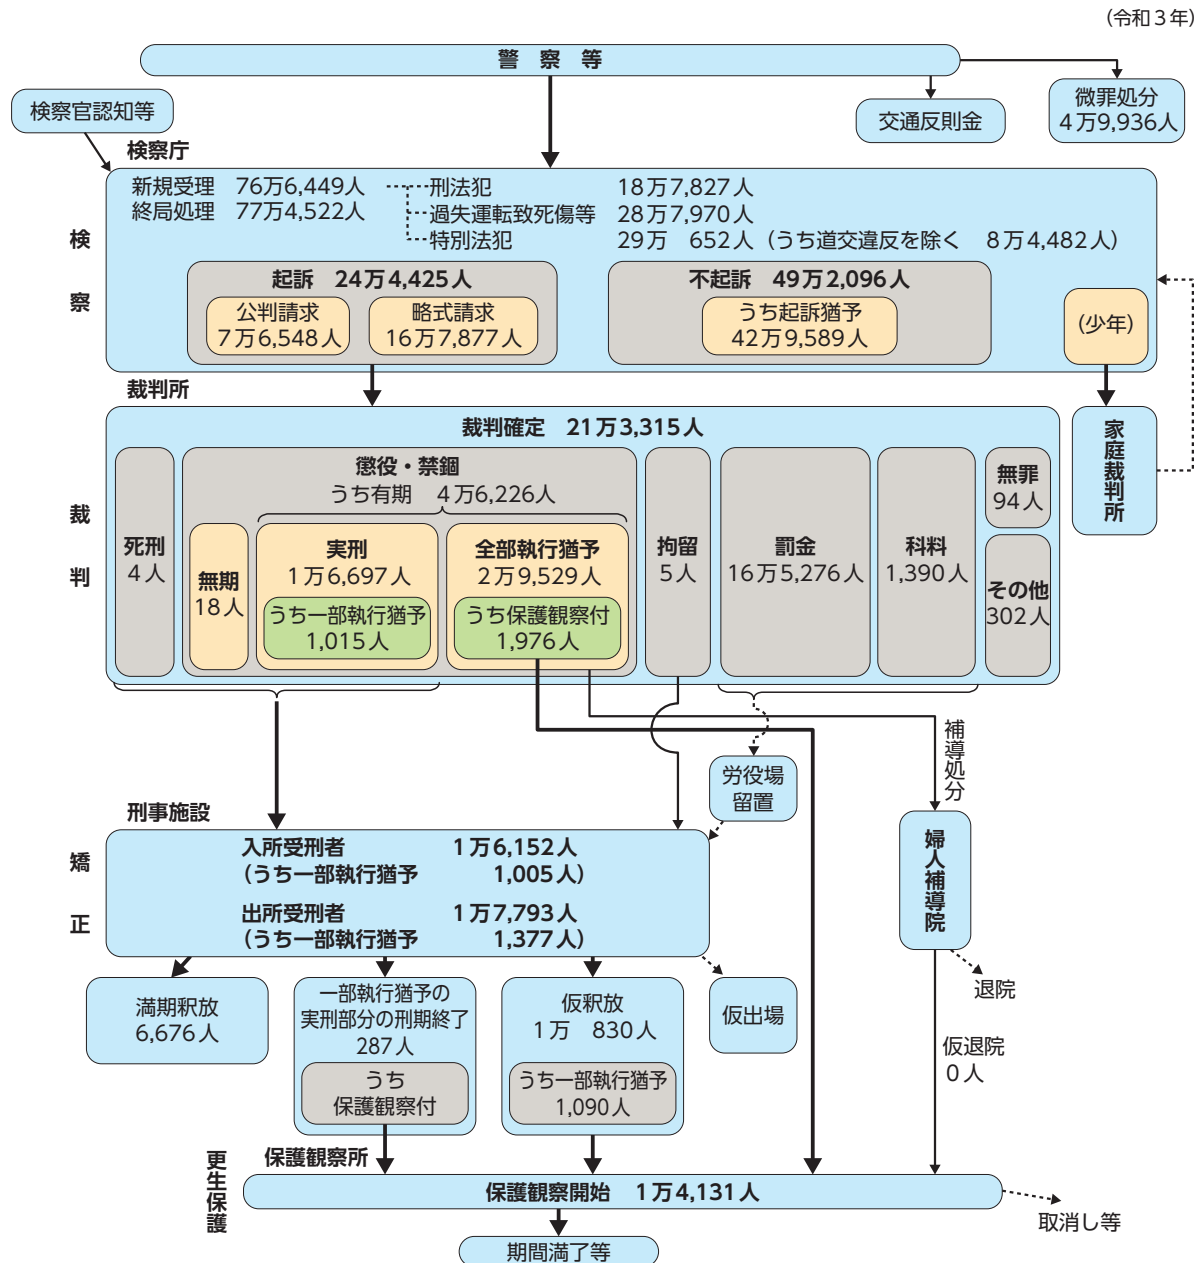 (令和3年)
警察等
検察官認知等
交通反則金
微罪処分
4万9,936人
検察庁
検察
新規受理 76万6,449人
終局処理 77万4,522人
刑法犯 18万7,827人
過失運転致死傷等 28万7,970人
特別法犯 29万 652人(うち道交違反を除く 8万4,482人)
起訴 24万4,425人
公判請求
7万6,548人
略式請求
16万7,877人
不起訴 49万2,096人
うち起訴猶予
42万9,589人
(少年)
家庭裁判所
裁判所
裁判
裁判確定 21万3,315人
死刑
4人
懲役・禁錮
うち有期 4万6,226人
無期
18人
実刑
1万6,697人
うち一部執行猶予
1,015人
全部執行猶予
2万9,529人
うち保護観察付
1,976人
拘留
5人
罰金
16万5,276人
科料
1,390人
無罪
94人
その他
302人
労役場
留置
補導処分
婦人補導院
刑事施設
矯正
入所受刑者 1万6,152人
(うち一部執行猶予 1,005人)
出所受刑者 1万7,793人
(うち一部執行猶予 1,377人)
満期釈放
6,676人
一部執行猶予の
実刑部分の刑期終了
287人
うち
保護観察付
仮釈放
1万 830人
うち一部執行猶予
1,090人
仮出場
退院
仮退院
0人
更生保護
保護観察所
保護観察開始 1万4,131人
取消し等
期間満了等